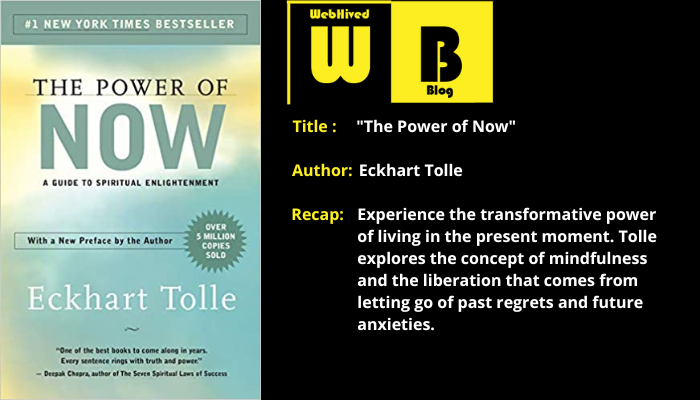 #1 NEW YORK TIMES BESTSELLER
THE POWER OF
NOW
A GUIDE TO SPIRITUAL ENLIGHTENMENT
With a New Preface by the Author
OVER
5 MILLION
COPIES
SOLD
Eckhart Tolle
"One of the best books to come along in years.
Every sentence rings with truth and power."
— Deepak Chopra, author of The Seven Spiritual Laws of Success
WebHived
W
B
Blog
Title : "The Power of Now"
Author: Eckhart Tolle
Recap: Experience the transformative power
of living in the present moment. Tolle
explores the concept of mindfulness
and the liberation that comes from
letting go of past regrets and future
anxieties.